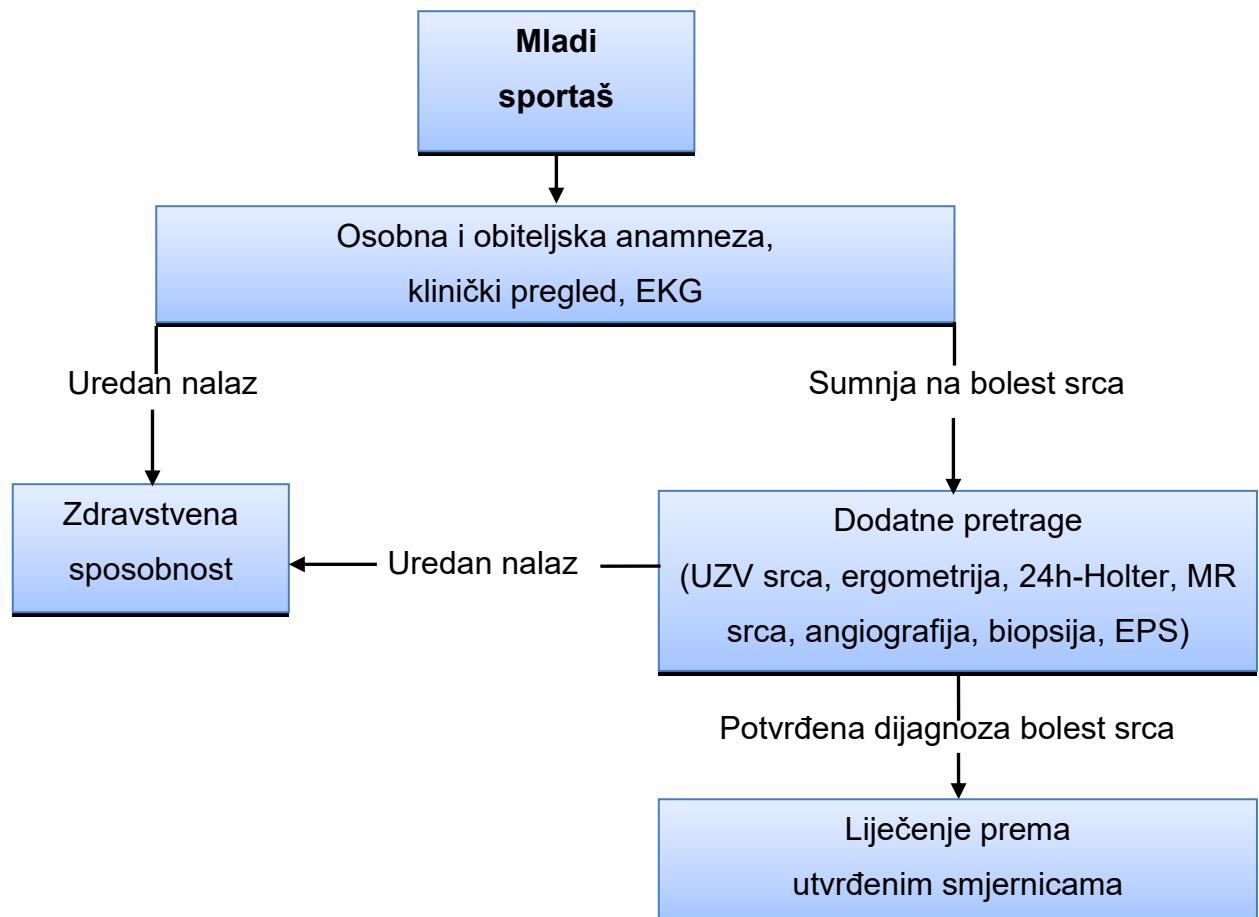 Mladi
sportaš
Osobna i obiteljska anamneza,
klinički pregled, EKG
Uredan nalaz
Sumnja na bolest srca
Zdravstvena
sposobnost
Uredan nalaz
Dodatne pretrage
(UZV srca, ergometrija, 24h-Holter, MR
srca, angiografija, biopsija, EPS)
Potvrđena dijagnoza bolest srca
Liječenje prema
utvrđenim smjernicama